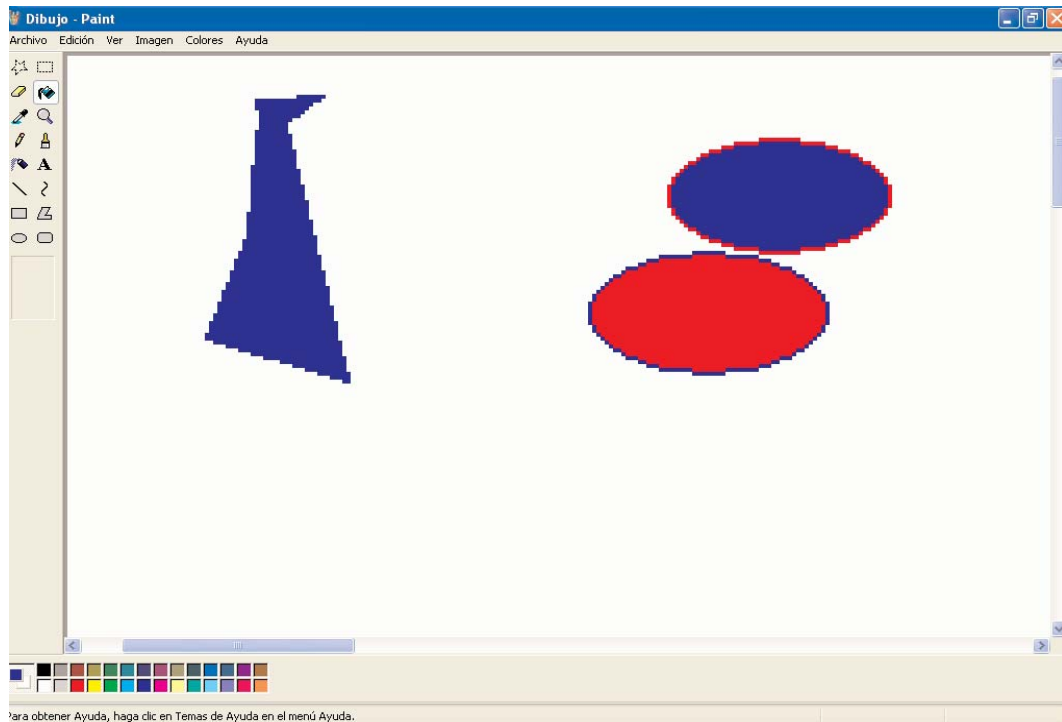 Dibujo - Paint
Archivo Edición Ver Imagen Colores Ayuda
A
Para obtener Ayuda, haga clic en Temas de Ayuda en el menú Ayuda.